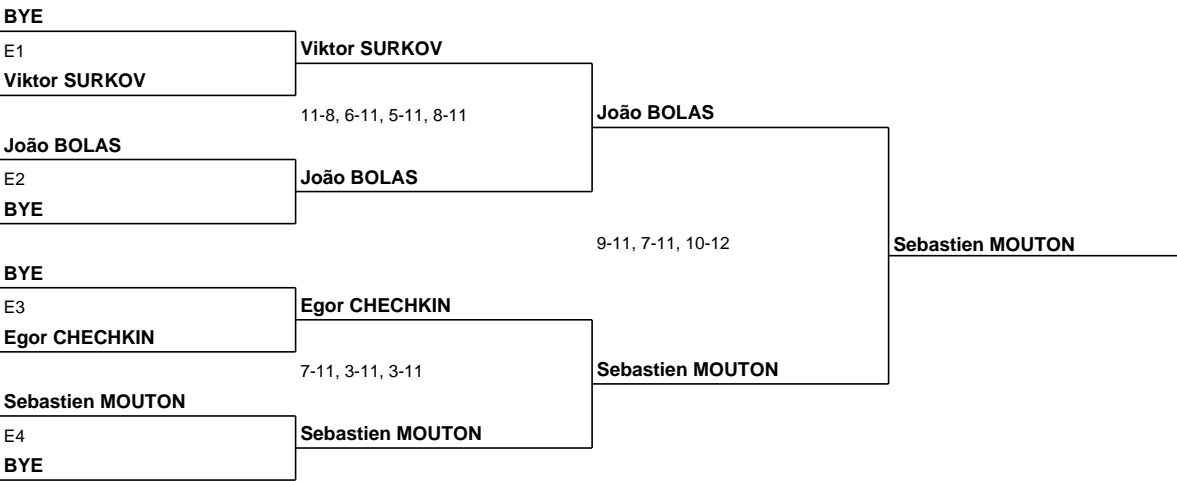 BYE
E1
Viktor SURKOV
Viktor SURKOV
11-8, 6-11, 5-11, 8-11
João BOLAS
João BOLAS
E2
João BOLAS
BYE
9-11, 7-11, 10-12
Sebastien MOUTON
BYE
E3
Egor CHECHKIN
Egor CHECHKIN
7-11, 3-11, 3-11
Sebastien MOUTON
Sebastien MOUTON
E4
Sebastien MOUTON
BYE